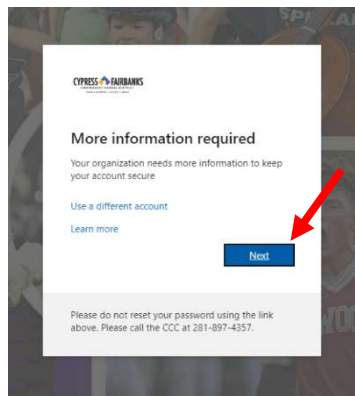 CYPRESS FAIRBANKS
More information required
Your organization needs more information to keep
your account secure
Use a different account
Learn more
Next
Please do not reset your password using the link
above. Please call the CCC at 281-897-4357.